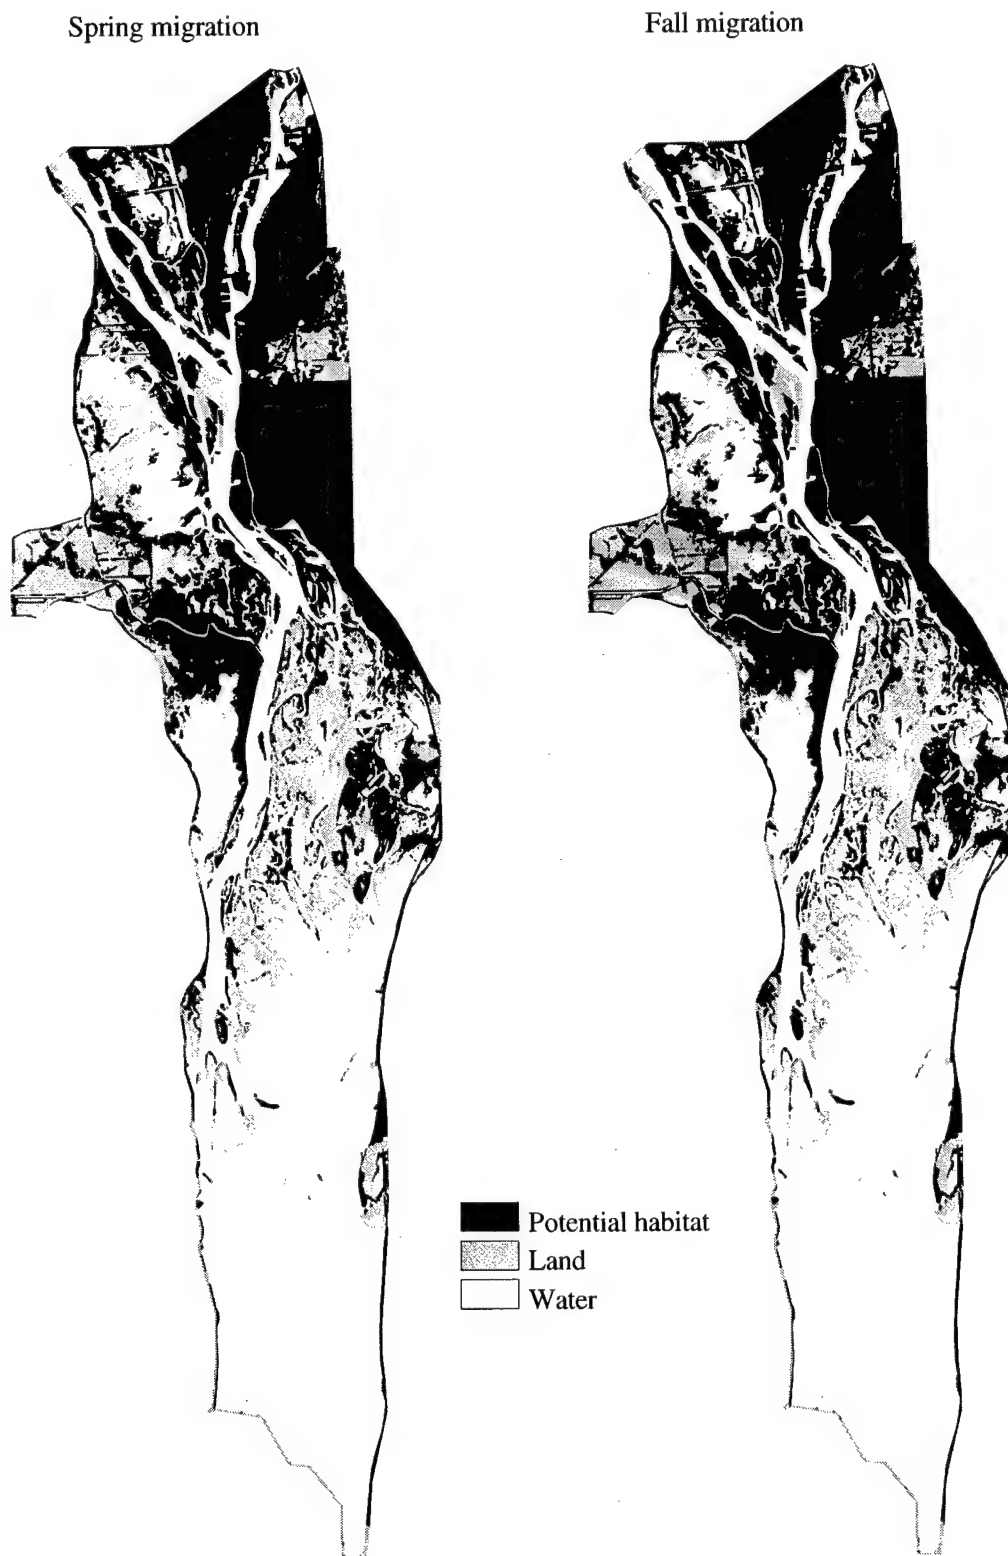 Spring migration
Fall migration
Potential habitat
Land
Water